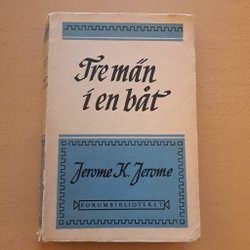 Tre män
i en båt
Jerome K. Jerome
FORUMBIBLIOTEKET